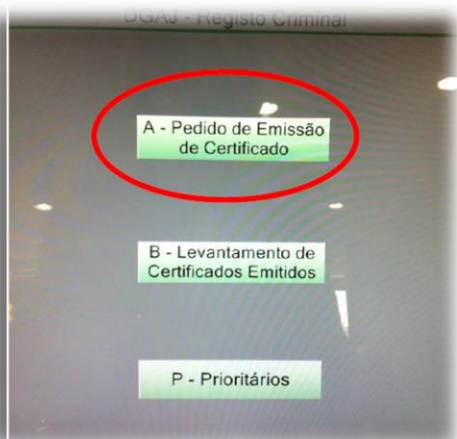 DGAJ - Registo Criminal
A - Pedido de Emissão
de Certificado
B - Levantamento de
Certificados Emitidos
P - Prioritários